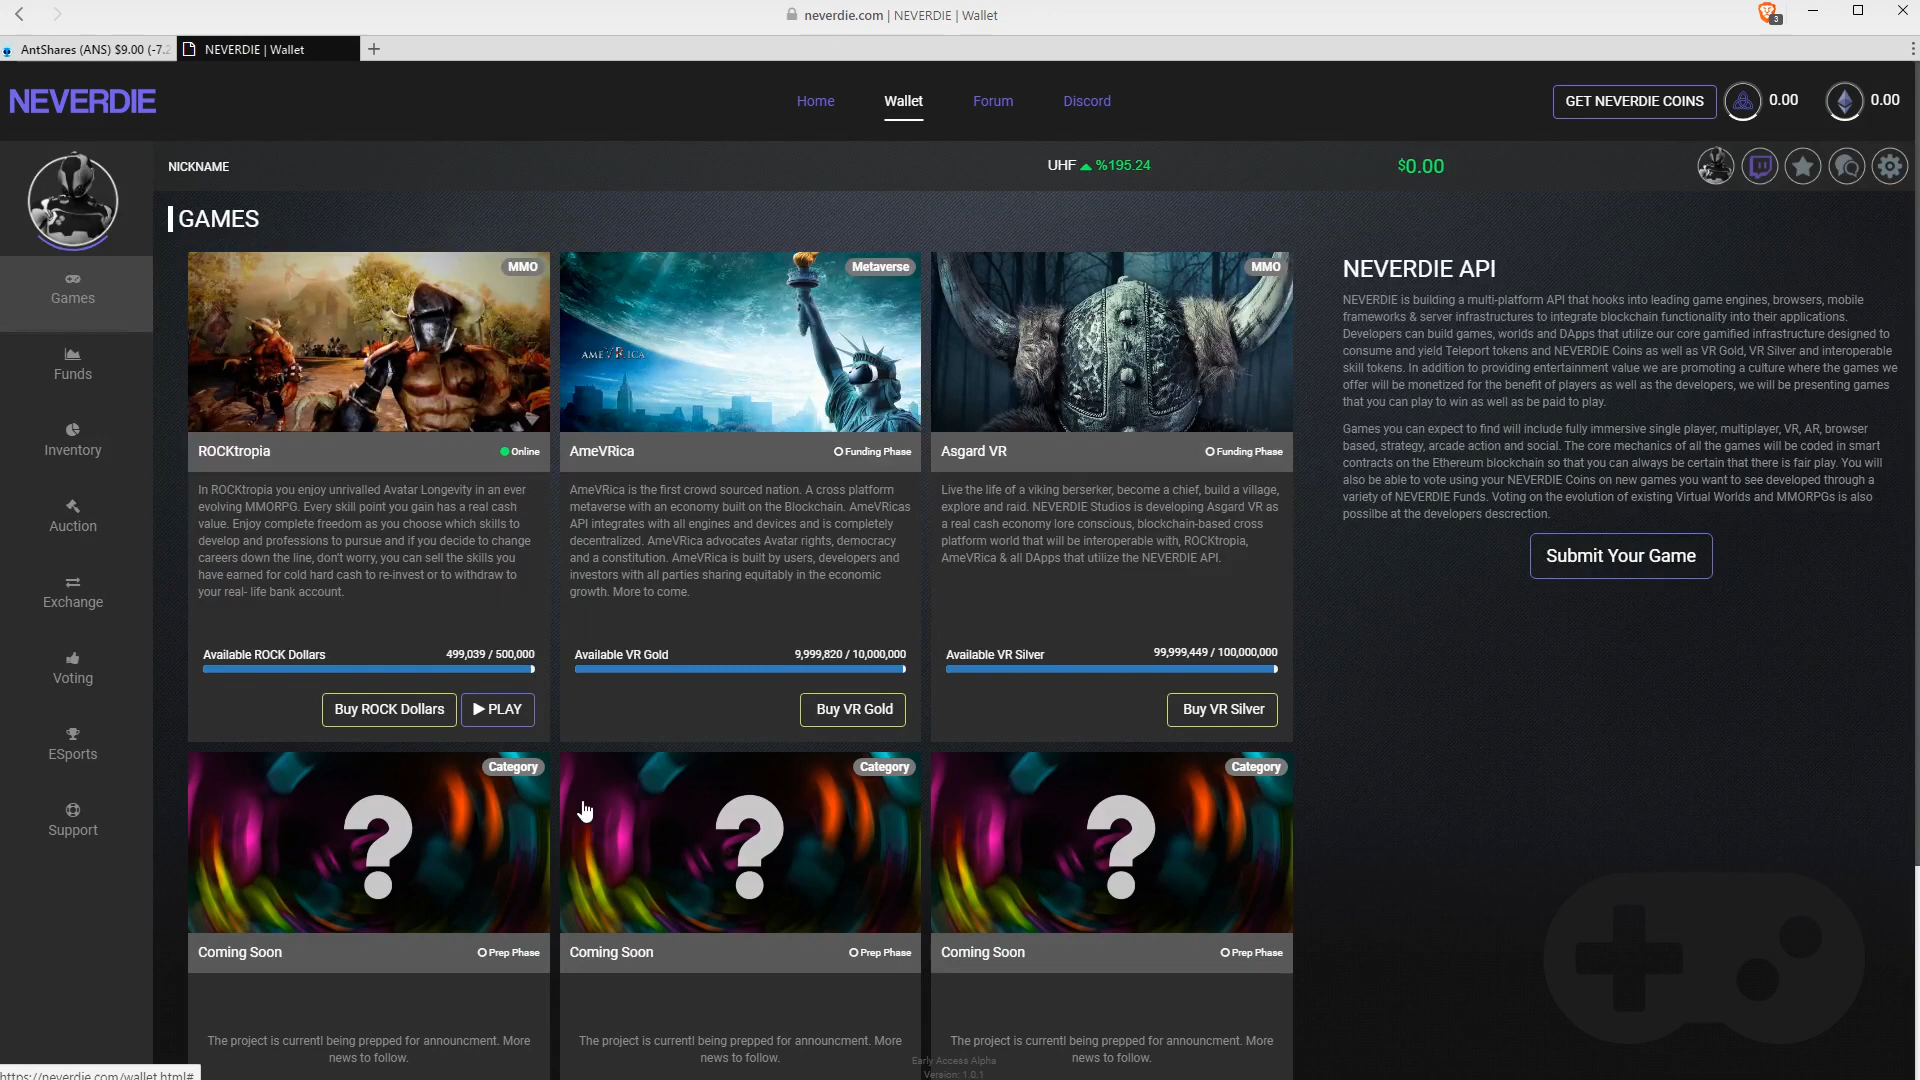 neverdie.com | NEVERDIE | Wallet
3
AntShares (ANS) $9.00 (-7.2
NEVERDIE | Wallet
NEVERDIE
Home
Wallet
Forum
Discord
GET NEVERDIE COINS
0.00
0.00
NICKNAME
UHF %195.24
$0.00
Games
Funds
Inventory
Auction
Exchange
Voting
ESports
Support
GAMES
MMO
AMEVRICA
Metaverse
MMO
ROCKtropia
Online
In ROCKtropia you enjoy unrivalled Avatar Longevity in an ever
evolving MMORPG. Every skill point you gain has a real cash
value. Enjoy complete freedom as you choose which skills to
develop and professions to pursue and if you decide to change
careers down the line, don't worry, you can sell the skills you
have earned for cold hard cash to re-invest or to withdraw to
your real- life bank account.
Available ROCK Dollars
499,039 / 500,000
Buy ROCK Dollars
PLAY
AmeVRica
Funding Phase
AmeVRica is the first crowd sourced nation. A cross platform
metaverse with an economy built on the Blockchain. AmeVRicas
API integrates with all engines and devices and is completely
decentralized. AmeVRica advocates Avatar rights, democracy
and a constitution. AmeVRica is built by users, developers and
investors with all parties sharing equitably in the economic
growth. More to come.
Available VR Gold
9,999,820 / 10,000,000
Buy VR Gold
Asgard VR
Funding Phase
Live the life of a viking berserker, become a chief, build a village,
explore and raid. NEVERDIE Studios is developing Asgard VR as
a real cash economy lore conscious, blockchain-based cross
platform world that will be interoperable with, ROCKtropia,
AmeVRica & all DApps that utilize the NEVERDIE API.
Available VR Silver
99,999,449 / 100,000,000
Buy VR Silver
Category
Coming Soon
Prep Phase
The project is currentl being prepped for announcment. More
news to follow.
Category
Coming Soon
Prep Phase
The project is currentl being prepped for announcment. More
news to follow.
Category
Coming Soon
Prep Phase
The project is currentl being prepped for announcment. More
news to follow.
NEVERDIE API
NEVERDIE is building a multi-platform API that hooks into leading game engines, browsers, mobile
frameworks & server infrastructures to integrate blockchain functionality into their applications.
Developers can build games, worlds and DApps that utilize our core gamified infrastructure designed to
consume and yield Teleport tokens and NEVERDIE Coins as well as VR Gold, VR Silver and interoperable
skill tokens. In addition to providing entertainment value we are promoting a culture where the games we
offer will be monetized for the benefit of players as well as the developers, we will be presenting games
that you can play to win as well as be paid to play.
Games you can expect to find will include fully immersive single player, multiplayer, VR, AR, browser
based, strategy, arcade action and social. The core mechanics of all the games will be coded in smart
contracts on the Ethereum blockchain so that you can always be certain that there is fair play. You will
also be able to vote using your NEVERDIE Coins on new games you want to see developed through a
variety of NEVERDIE Funds. Voting on the evolution of existing Virtual Worlds and MMORPGs is also
possilbe at the developers descrection.
Submit Your Game
Early Access Alpha
Version: 1.0.1
https://neverdie.com/wallet.html#